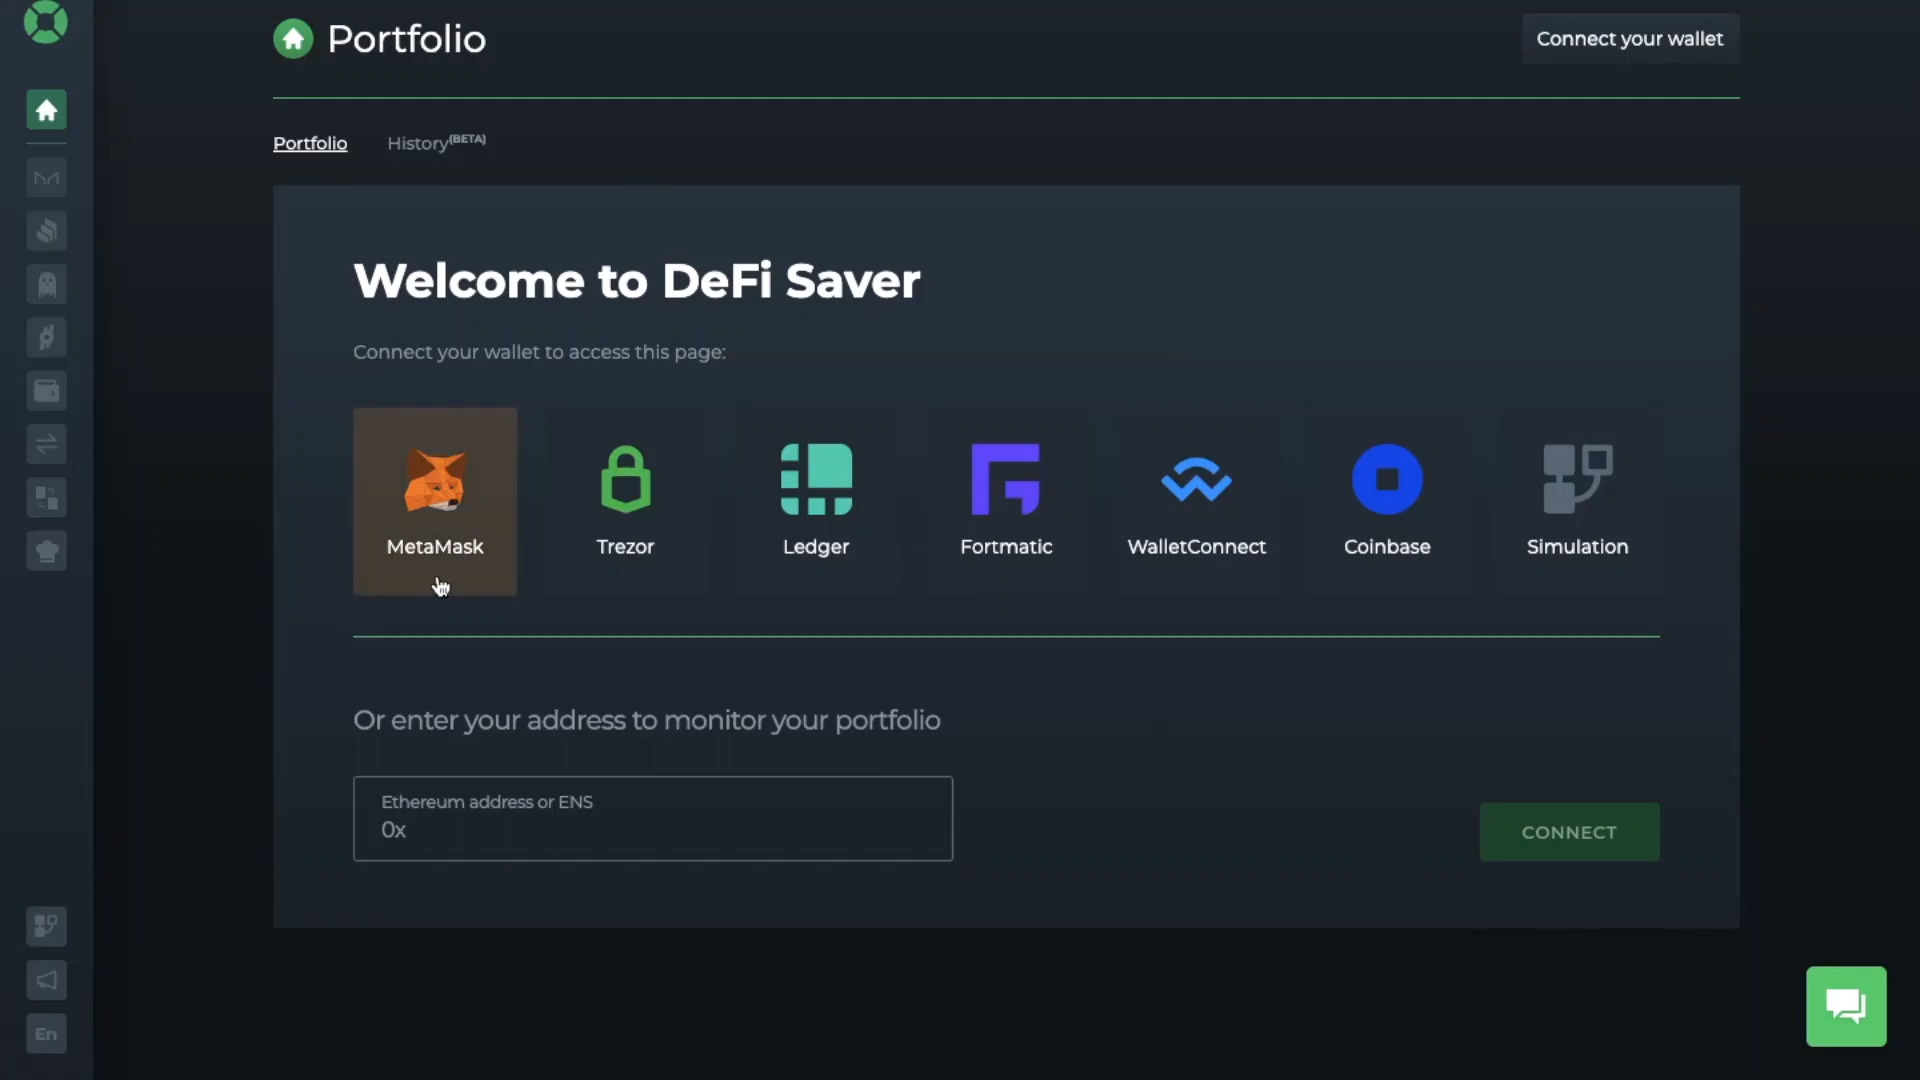 Portfolio
Connect your wallet
Portfolio
History(BETA)
Welcome to DeFi Saver
Connect your wallet to access this page:
MetaMask
Trezor
Ledger
Fortmatic
WalletConnect
Coinbase
Simulation
Or enter your address to monitor your portfolio
Ethereum address or ENS
0x
CONNECT
En